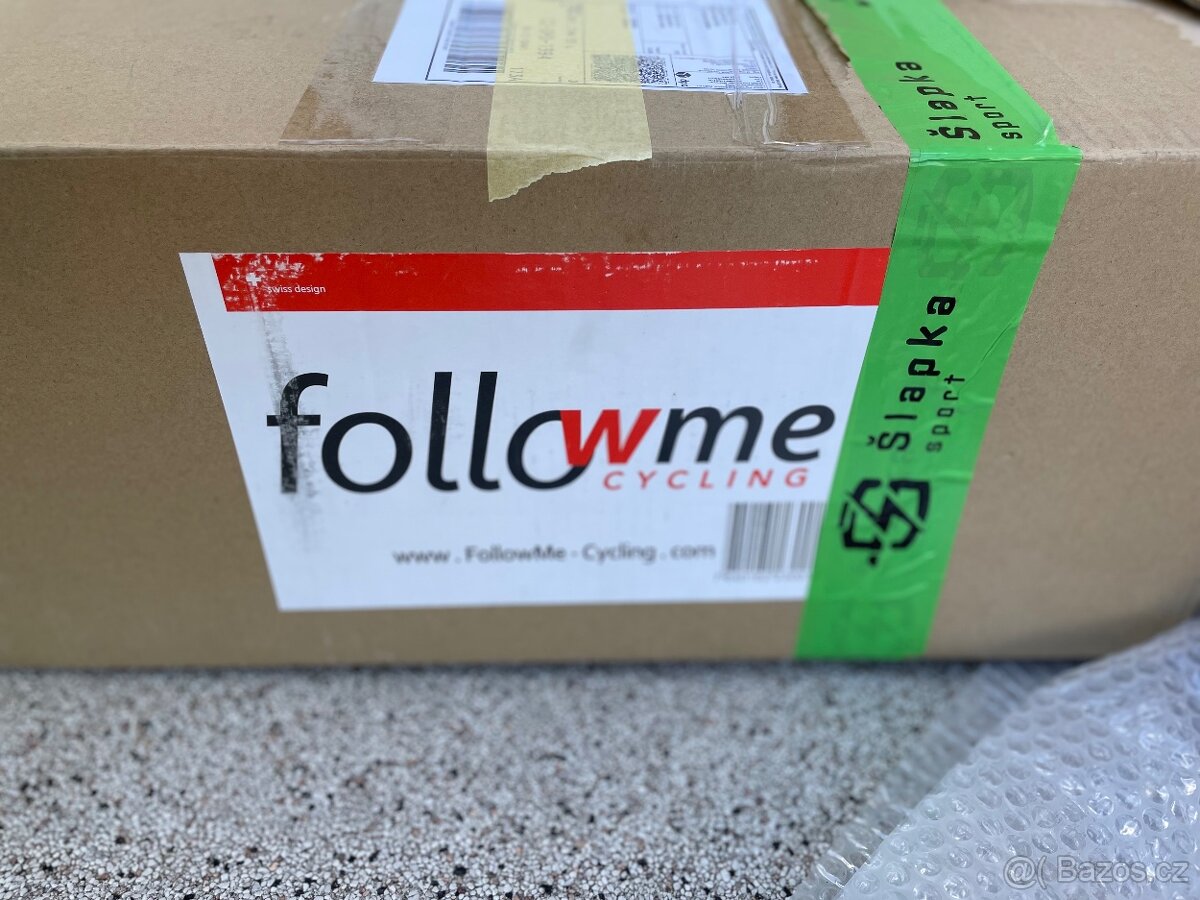 Šlapka
sport
swiss design
followme
CYCLING
www.FollowMe-Cycling.com
Šlapka
sport
@( Bazos.cz